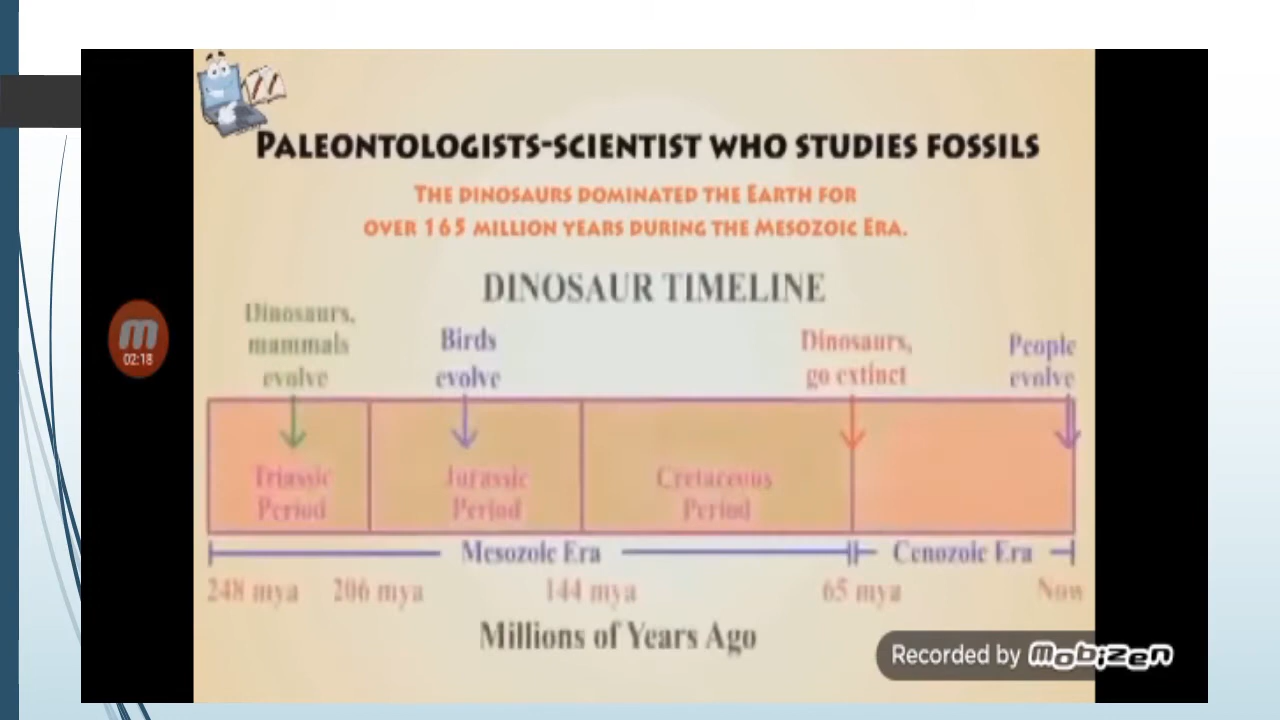 PALEONTOLOGISTS-SCIENTIST WHO STUDIES FOSSILS
THE DINOSAURS DOMINATED THE EARTH FOR
OVER 165 MILLION YEARS DURING THE MESOZOIC ERA.
DINOSAUR TIMELINE
Dinosaurs,
mammals
evolve
Birds
evolve
Dinosaurs,
go extinct
People
evolve
02:18
Triassic
Period
Jurassic
Period
Cretaceous
Period
Mesozoic Era
Cenozoic Era
248 mya 206 mya 144 mya 65 mya Now
Millions of Years Ago
Recorded by mobizen